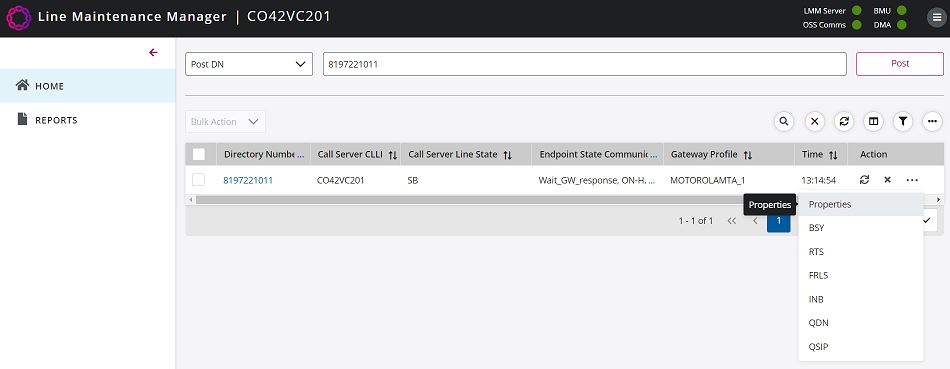 Line Maintenance Manager | CO42VC201
LMM Server BMU
OSS Comms DMA
HOME
REPORTS
Post DN
8197221011
Post
Bulk Action
Directory Numbe... Call Server CLLI Call Server Line State Endpoint State Communic... Gateway Profile Time Action
8197221011 CO42VC201 SB Wait_GW_response, ON-H, ... MOTOROLAMTA_1 13:14:54
Properties
1 - 1 of 1 1
Properties
BSY
RTS
FRLS
INB
QDN
QSIP